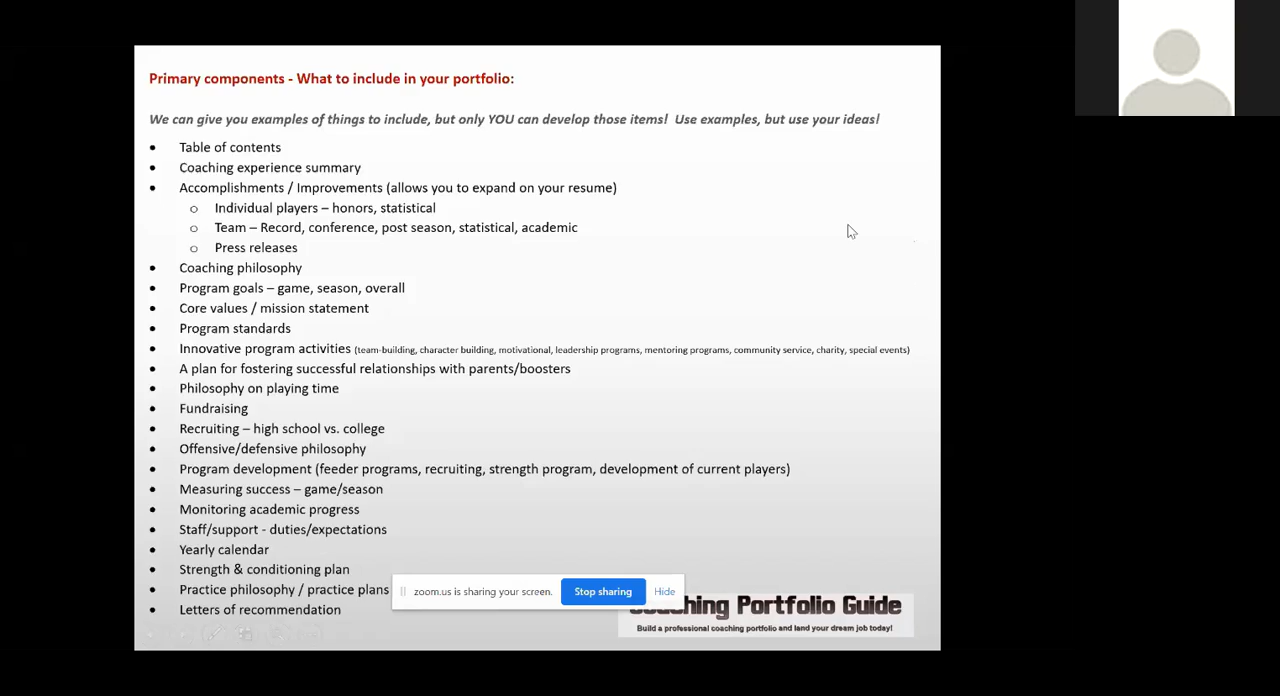 Primary components - What to include in your portfolio:
We can give you examples of things to include, but only YOU can develop those items! Use examples, but use your ideas!
• Table of contents
• Coaching experience summary
• Accomplishments / Improvements (allows you to expand on your resume)
o Individual players – honors, statistical
o Team – Record, conference, post season, statistical, academic
o Press releases
• Coaching philosophy
• Program goals – game, season, overall
• Core values / mission statement
• Program standards
• Innovative program activities (team-building, character building, motivational, leadership programs, mentoring programs, community service, charity, special events)
• A plan for fostering successful relationships with parents/boosters
• Philosophy on playing time
• Fundraising
• Recruiting – high school vs. college
• Offensive/defensive philosophy
• Program development (feeder programs, recruiting, strength program, development of current players)
• Measuring success – game/season
• Monitoring academic progress
• Staff/support - duties/expectations
• Yearly calendar
• Strength & conditioning plan
• Practice philosophy / practice plans
• Letters of recommendation
zoom.us is sharing your screen. Stop sharing Hide
Coaching Portfolio Guide
Build a professional coaching portfolio and land your dream job today!